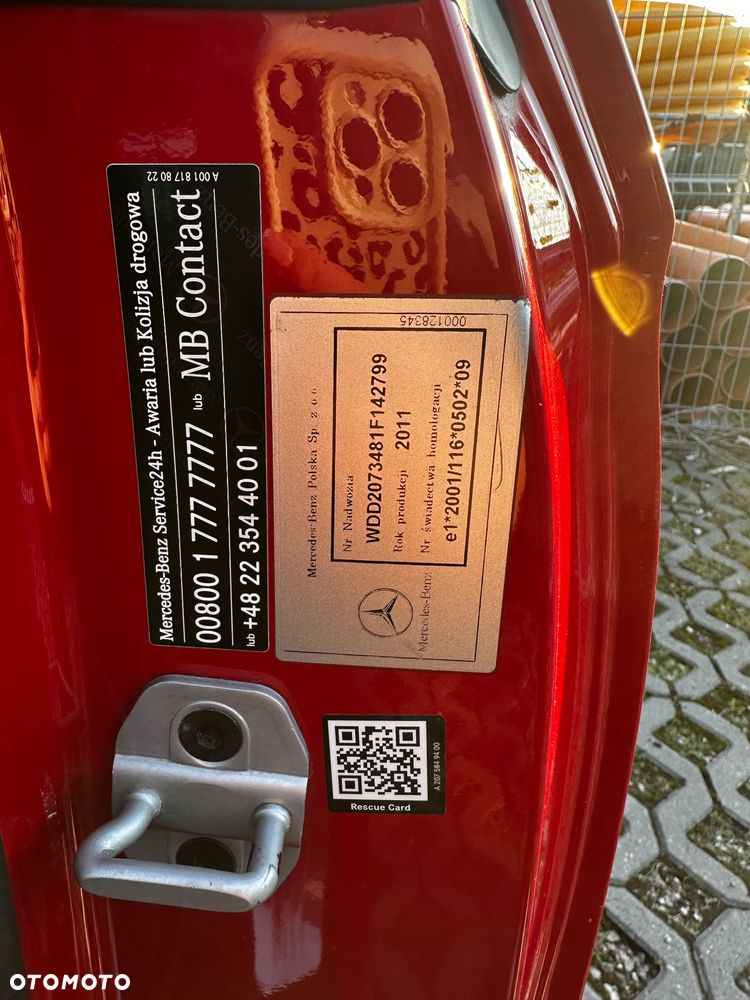 A 001 817 80 22
Mercedes-Benz Service24h - Awaria lub Kolizja drogowa
00800 1 777 7777 lub MB Contact
lub +48 22 354 40 01
000128345
Mercedes-Benz Polska Sp. z o.o.
Nr Nadwozia
WDD2073481F142799
Rok produkcji 2011
Nr świadectwa homologacji
e1*2001/116*0502*09
Mercedes-Benz
A 207 584 94 00
Rescue Card
OTOMOTO